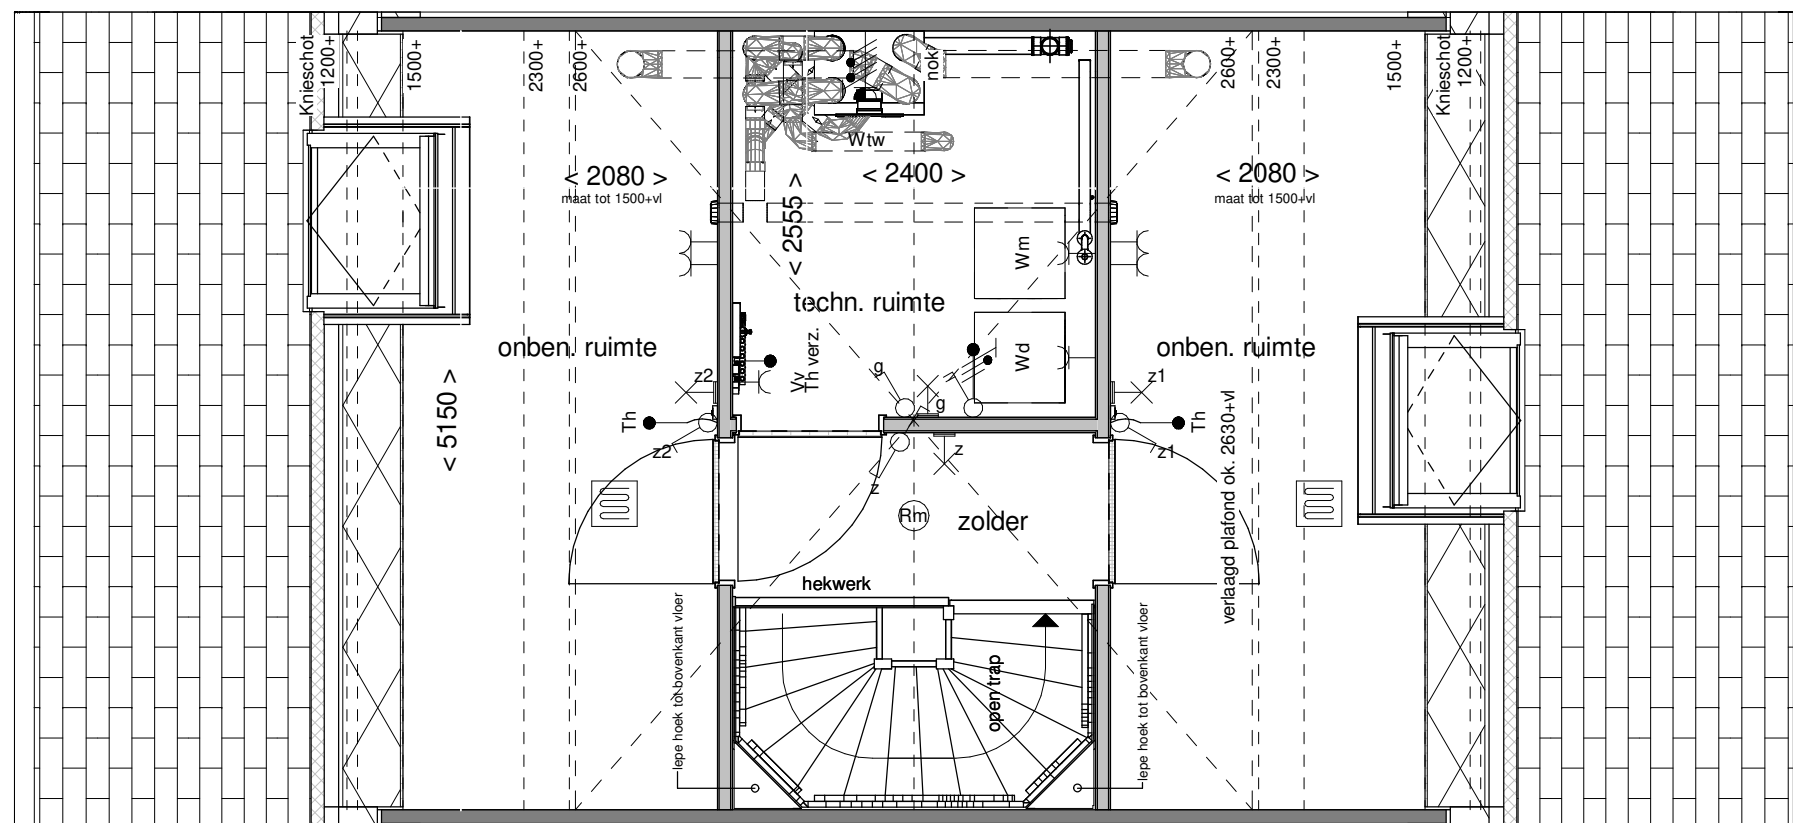 Knieschot
1200+
1500+
2300+
2600+
nok
2600+
2300+
1500+
Knieschot
1200+
Wtw
< 2080 >
maat tot 1500+vl
< 2400 >
< 2080 >
maat tot 1500+vl
< 2555 >
Wm
techn. ruimte
onben. ruimte
Vv
Th verz.
Wd
onben. ruimte
z2
g
g
z1
< 5150 >
Th
z2
z
z
z1
Th
verlaagd plafond ok. 2630+vl
Rm
zolder
hekwerk
lepe hoek tot bovenkant vloer
open trap
lepe hoek tot bovenkant vloer